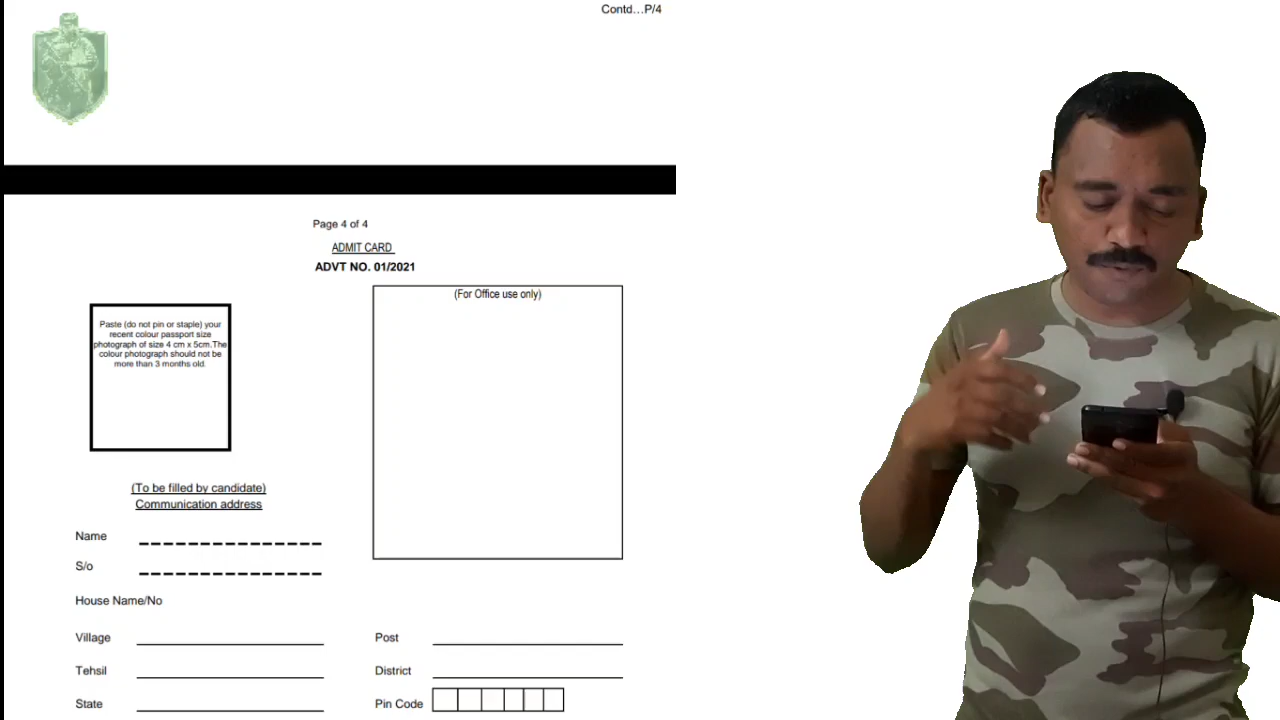 Contd…P/4
Page 4 of 4
ADMIT CARD
ADVT NO. 01/2021
(For Office use only)
Paste (do not pin or staple) your
recent colour passport size
photograph of size 4 cm x 5cm.The
colour photograph should not be
more than 3 months old.
(To be filled by candidate)
Communication address
Name
S/o
House Name/No
Village
Post
Tehsil
District
State
Pin Code